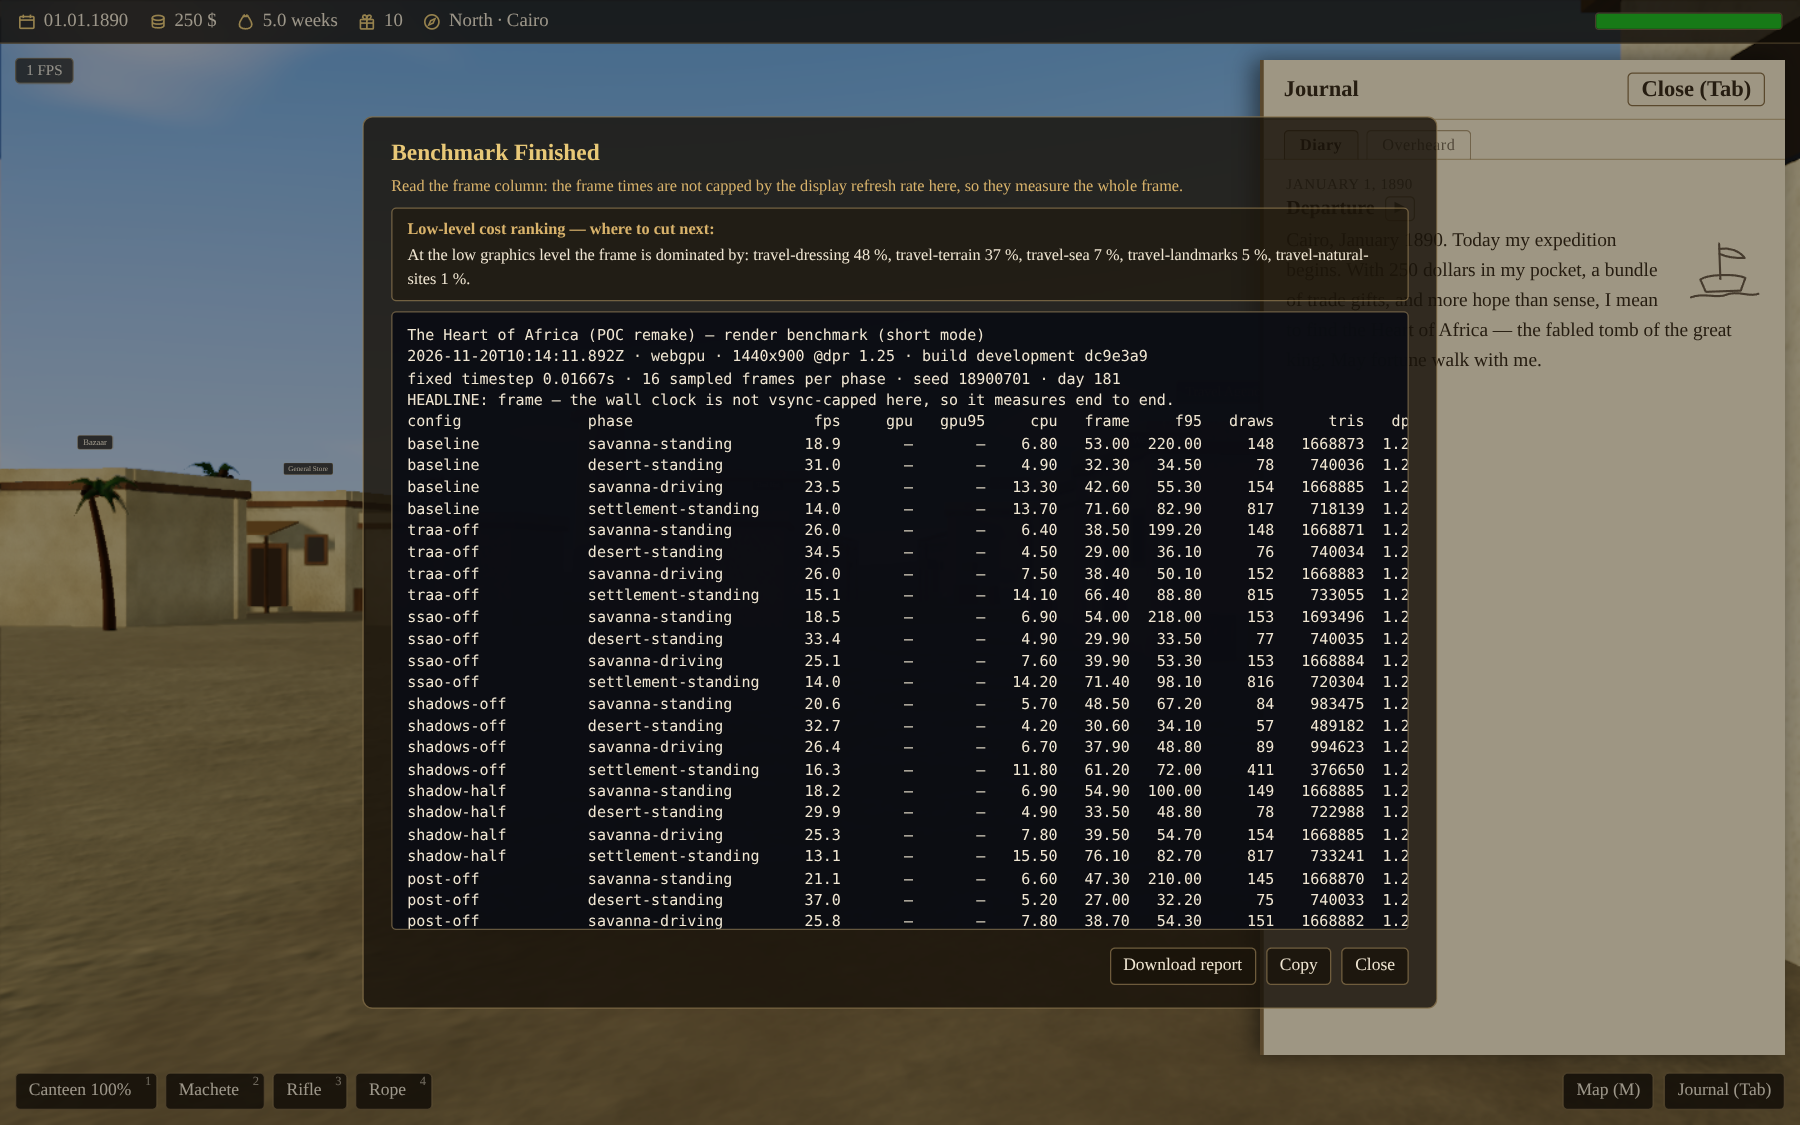 01.01.1890 250 $ 5.0 weeks 10 North · Cairo
1 FPS
Journal Close (Tab)
Diary Overheard
JANUARY 1, 1890
Departure
Cairo, January 1890. Today my expedition
begins. With 250 dollars in my pocket, a bundle
of trade gifts, and more hope than sense, I mean
t of Africa — the fabled tomb of the great
ne walk with me.
Benchmark Finished
Read the frame column: the frame times are not capped by the display refresh rate here, so they measure the whole frame.
Low-level cost ranking — where to cut next:
At the low graphics level the frame is dominated by: travel-dressing 48 %, travel-terrain 37 %, travel-sea 7 %, travel-landmarks 5 %, travel-natural-
sites 1 %.
The Heart of Africa (POC remake) — render benchmark (short mode)
2026-11-20T10:14:11.892Z · webgpu · 1440x900 @dpr 1.25 · build development dc9e3a9
fixed timestep 0.01667s · 16 sampled frames per phase · seed 18900701 · day 181
HEADLINE: frame — the wall clock is not vsync-capped here, so it measures end to end.
config phase fps gpu gpu95 cpu frame f95 draws tris dp
baseline savanna-standing 18.9 — — 6.80 53.00 220.00 148 1668873 1.2
baseline desert-standing 31.0 — — 4.90 32.30 34.50 78 740036 1.2
baseline savanna-driving 23.5 — — 13.30 42.60 55.30 154 1668885 1.2
baseline settlement-standing 14.0 — — 13.70 71.60 82.90 817 718139 1.2
traa-off savanna-standing 26.0 — — 6.40 38.50 199.20 148 1668871 1.2
traa-off desert-standing 34.5 — — 4.50 29.00 36.10 76 740034 1.2
traa-off savanna-driving 26.0 — — 7.50 38.40 50.10 152 1668883 1.2
traa-off settlement-standing 15.1 — — 14.10 66.40 88.80 815 733055 1.2
ssao-off savanna-standing 18.5 — — 6.90 54.00 218.00 153 1693496 1.2
ssao-off desert-standing 33.4 — — 4.90 29.90 33.50 77 740035 1.2
ssao-off savanna-driving 25.1 — — 7.60 39.90 53.30 153 1668884 1.2
ssao-off settlement-standing 14.0 — — 14.20 71.40 98.10 816 720304 1.2
shadows-off savanna-standing 20.6 — — 5.70 48.50 67.20 84 983475 1.2
shadows-off desert-standing 32.7 — — 4.20 30.60 34.10 57 489182 1.2
shadows-off savanna-driving 26.4 — — 6.70 37.90 48.80 89 994623 1.2
shadows-off settlement-standing 16.3 — — 11.80 61.20 72.00 411 376650 1.2
shadow-half savanna-standing 18.2 — — 6.90 54.90 100.00 149 1668885 1.2
shadow-half desert-standing 29.9 — — 4.90 33.50 48.80 78 722988 1.2
shadow-half savanna-driving 25.3 — — 7.80 39.50 54.70 154 1668885 1.2
shadow-half settlement-standing 13.1 — — 15.50 76.10 82.70 817 733241 1.2
post-off savanna-standing 21.1 — — 6.60 47.30 210.00 145 1668870 1.2
post-off desert-standing 37.0 — — 5.20 27.00 32.20 75 740033 1.2
post-off savanna-driving 25.8 — — 7.80 38.70 54.30 151 1668882 1.2
Download report Copy Close
Bazaar
General Store
Canteen 100% 1 Machete 2 Rifle 3 Rope 4
Map (M) Journal (Tab)